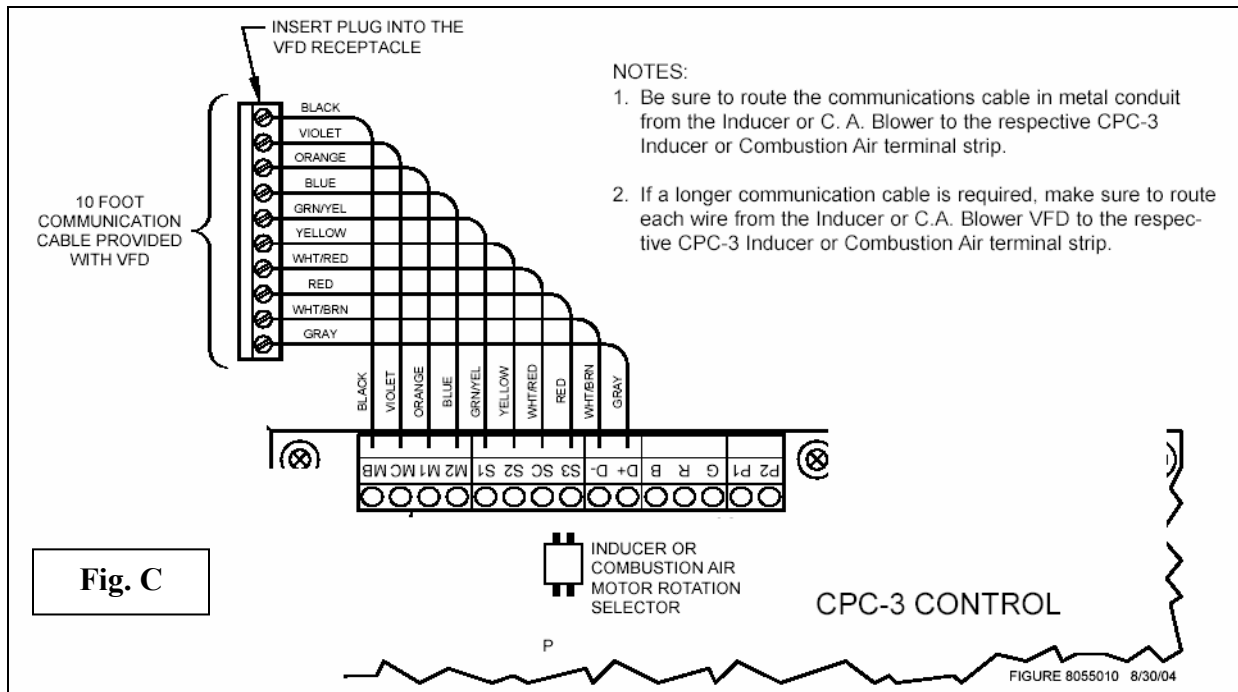 INSERT PLUG INTO THE
VFD RECEPTACLE
BLACK
VIOLET
ORANGE
BLUE
GRN/YEL
YELLOW
WHT/RED
RED
WHT/BRN
GRAY
10 FOOT
COMMUNICATION
CABLE PROVIDED
WITH VFD
NOTES:
1. Be sure to route the communications cable in metal conduit
from the Inducer or C. A. Blower to the respective CPC-3
Inducer or Combustion Air terminal strip.
2. If a longer communication cable is required, make sure to route
each wire from the Inducer or C.A. Blower VFD to the respec-
tive CPC-3 Inducer or Combustion Air terminal strip.
BLACK
VIOLET
ORANGE
BLUE
GRN/YEL
YELLOW
WHT/RED
RED
WHT/BRN
GRAY
MB MC M1 M2 S1 S2 SC S3 D- D+ B R G P1 P2
INDUCER OR
COMBUSTION AIR
MOTOR ROTATION
SELECTOR
Fig. C
CPC-3 CONTROL
P
FIGURE 8055010 8/30/04